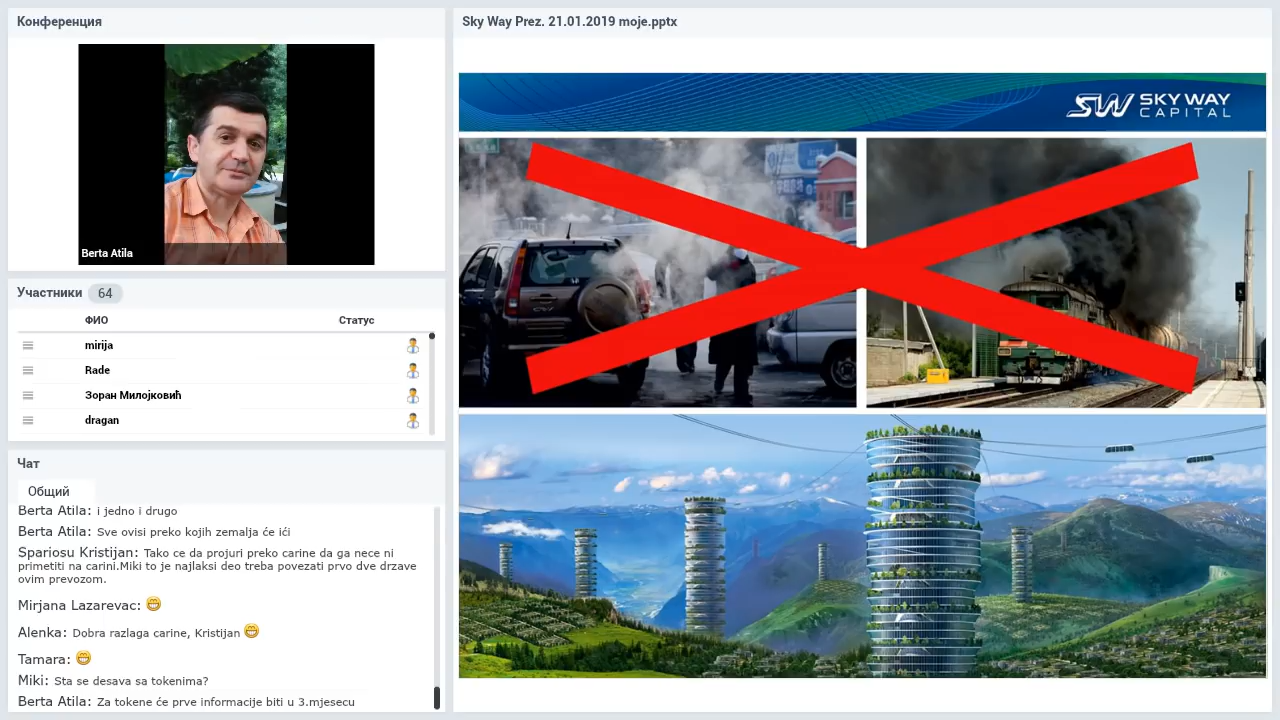 Конференция
Berta Atila
Участники 64
ФИО Статус
mirija
Rade
Зоран Милојковић
dragan
Чат
Общий
Berta Atila: i jedno i drugo
Berta Atila: Sve ovisi preko kojih zemalja će ići
Spariosu Kristijan: Tako ce da projuri preko carine da ga nece ni
primetiti na carini.Miki to je najlaksi deo treba povezati prvo dve drzave
ovim prevozom.
Mirjana Lazarevac:
Alenka: Dobra razlaga carine, Kristijan
Tamara:
Miki: Sta se desava sa tokenima?
Berta Atila: Za tokene će prve informacije biti u 3.mjesecu
Sky Way Prez. 21.01.2019 moje.pptx
SW SKY WAY
CAPITAL